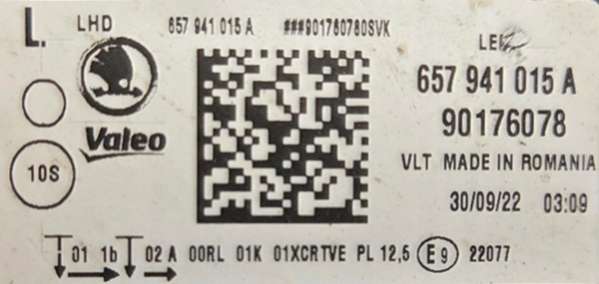 L. LHD 657 941 015 A ###901760780SVK
LED
657 941 015 A
Valeo
90176078
10S
VLT MADE IN ROMANIA
30/09/22 03:09
01 1b 02 A 00RL 01K 01XCRTVE PL 12,5 E9 22077